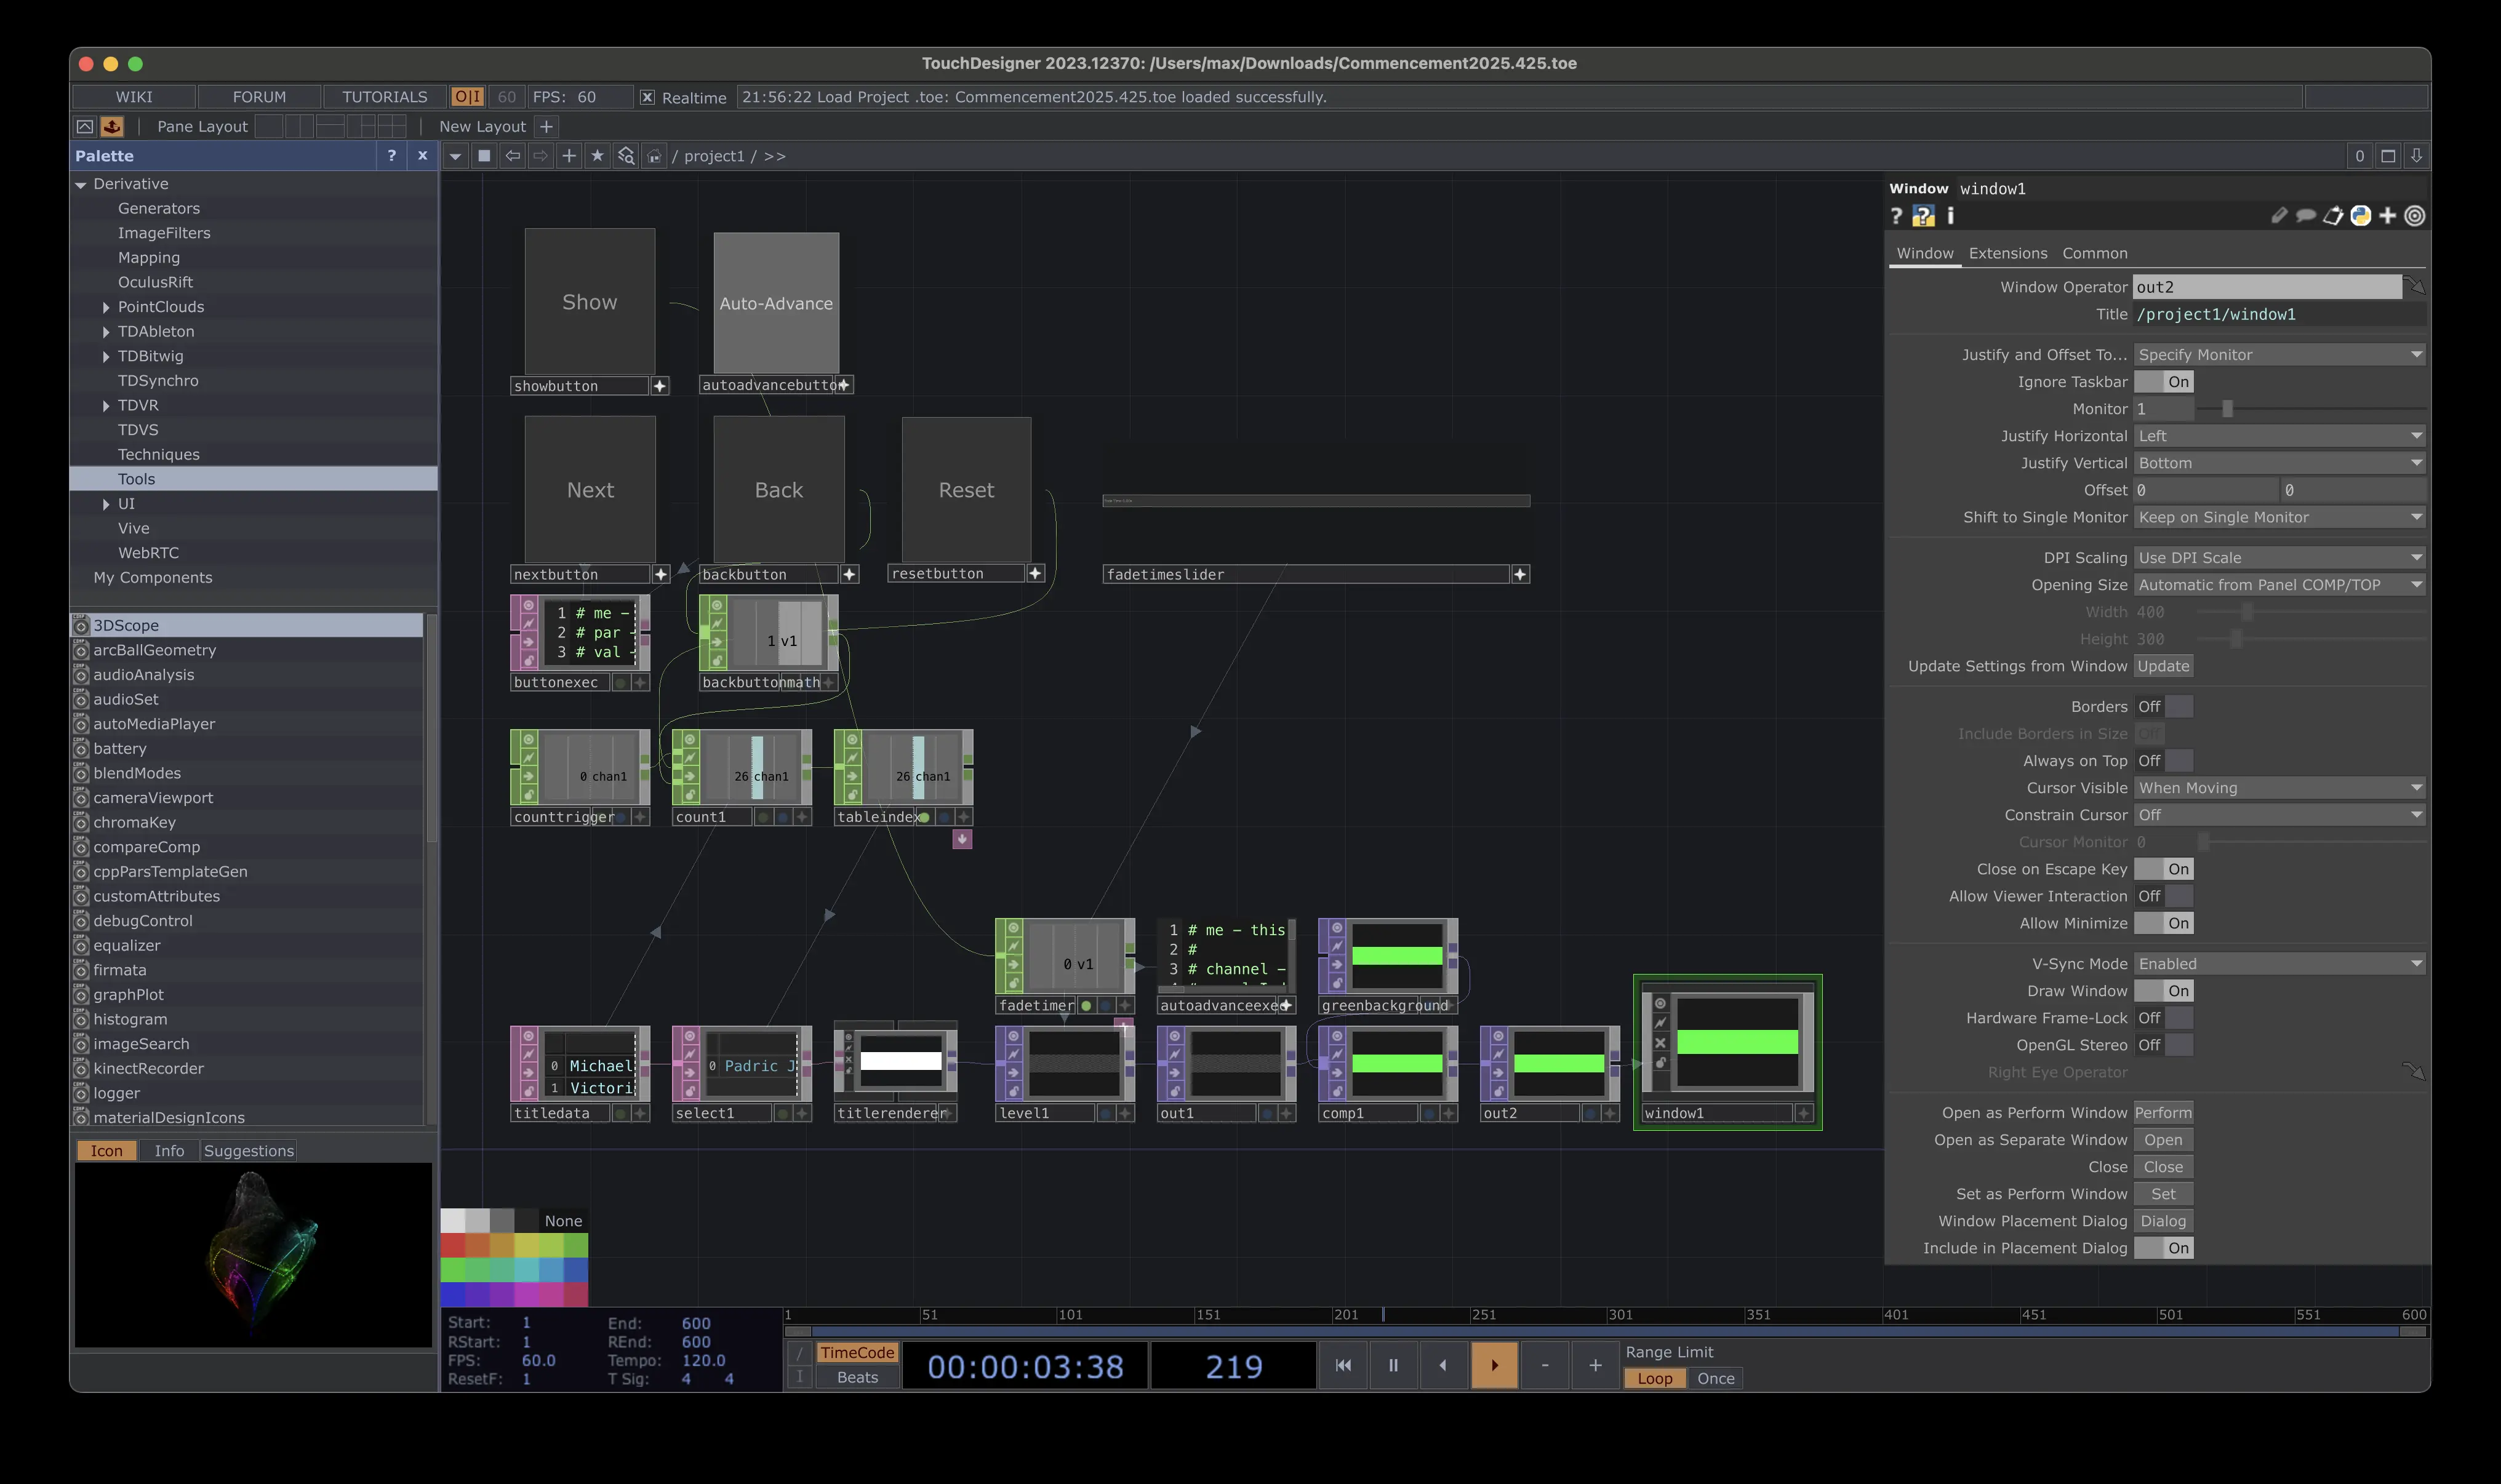 TouchDesigner 2023.12370: /Users/max/Downloads/Commencement2025.425.toe
WIKI FORUM TUTORIALS O|I 60 FPS: 60 Realtime 21:56:22 Load Project .toe: Commencement2025.425.toe loaded successfully.
Pane Layout New Layout +
Palette ? x
/ project1 / >> 0
Derivative
Generators
ImageFilters
Mapping
OculusRift
PointClouds
TDAbleton
TDBitwig
TDSynchro
TDVR
TDVS
Techniques
Tools
UI
Vive
WebRTC
My Components
3DScope
arcBallGeometry
audioAnalysis
audioSet
autoMediaPlayer
battery
blendModes
cameraViewport
chromaKey
compareComp
cppParsTemplateGen
customAttributes
debugControl
equalizer
firmata
graphPlot
histogram
imageSearch
kinectRecorder
logger
materialDesignIcons
Icon Info Suggestions
Show
Auto-Advance
showbutton
autoadvancebutton
Next
Back
Reset
nextbutton
backbutton
resetbutton
fadetimeslider
1 # me -
2 # par -
3 # val -
1 v1
buttonexec
backbuttonmath
0 chan1
26 chan1
26 chan1
counttrigger
count1
tableindex
0 v1
1 # me - this
2 #
3 # channel -
fadetimer
autoadvanceexec
greenbackground
0 Michael
1 Victori
0 Padric J
titledata
select1
titlerenderer
level1
out1
comp1
out2
window1
None
Window window1
? ? i
Window Extensions Common
Window Operator out2
Title /project1/window1
Justify and Offset To... Specify Monitor
Ignore Taskbar On
Monitor 1
Justify Horizontal Left
Justify Vertical Bottom
Offset 0 0
Shift to Single Monitor Keep on Single Monitor
DPI Scaling Use DPI Scale
Opening Size Automatic from Panel COMP/TOP
Width 400
Height 300
Update Settings from Window Update
Borders Off
Include Borders in Size Off
Always on Top Off
Cursor Visible When Moving
Constrain Cursor Off
Cursor Monitor 0
Close on Escape Key On
Allow Viewer Interaction Off
Allow Minimize On
V-Sync Mode Enabled
Draw Window On
Hardware Frame-Lock Off
OpenGL Stereo Off
Right Eye Operator
Open as Perform Window Perform
Open as Separate Window Open
Close Close
Set as Perform Window Set
Window Placement Dialog Dialog
Include in Placement Dialog On
1 51 101 151 201 251 301 351 401 451 501 551 600
Start: 1 End: 600
RStart: 1 REnd: 600
FPS: 60.0 Tempo: 120.0
ResetF: 1 T Sig: 4 4
/ TimeCode
I Beats
00:00:03:38
219
- +
Range Limit
Loop Once